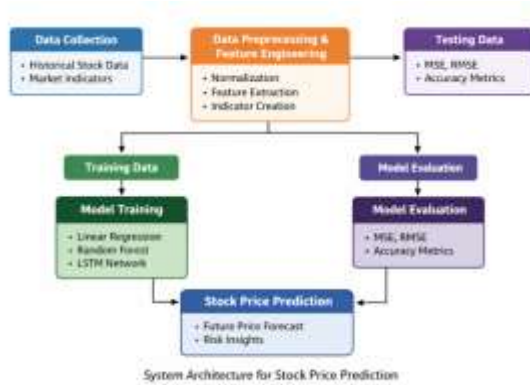 Data Collection
• Historical Stock Data
• Market Indicators
Data Preprocessing &
Feature Engineering
• Normalization
• Feature Extraction
• Indicator Creation
Testing Data
• MSE, RMSE
• Accuracy Metrics
Training Data
Model Evaluation
Model Training
• Linear Regression
• Random Forest
• LSTM Network
Model Evaluation
• MSE, RMSE
• Accuracy Metrics
Stock Price Prediction
• Future Price Forecast
• Risk Insights
System Architecture for Stock Price Prediction